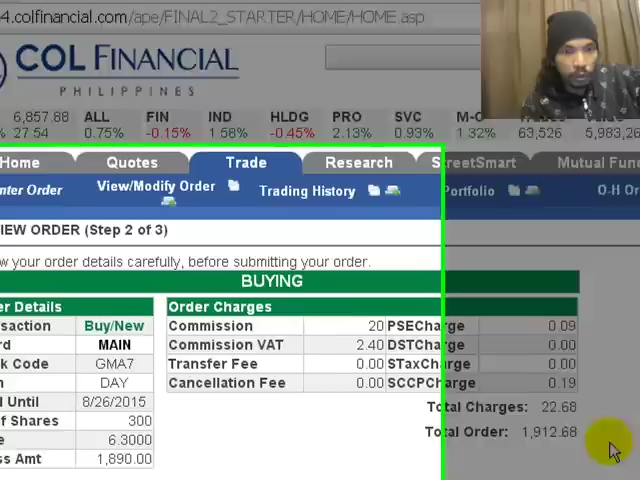 4.colfinancial.com/ape/FINAL2_STARTER/HOME/HOME.asp
COL FINANCIAL
PHILIPPINES
6,857.88 ALL FIN IND HLDG PRO SVC M-O
% 27.54 0.75% -0.15% 1.58% -0.45% 2.13% 0.93% 1.32% 63,526 5,983,26
Home Quotes Trade Research StreetSmart Mutual Fun
nter Order View/Modify Order Trading History Portfolio O-H Or
IEW ORDER (Step 2 of 3)
w your order details carefully, before submitting your order.
BUYING
er Details Order Charges
saction Buy/New Commission 20 PSECharge 0.09
rd MAIN Commission VAT 2.40 DSTCharge 0.00
k Code GMA7 Transfer Fee 0.00 STaxCharge 0.00
m DAY Cancellation Fee 0.00 SCCPCharge 0.19
l Until 8/26/2015 Total Charges: 22.68
of Shares 300
e 6.3000 Total Order: 1,912.68
ss Amt 1,890.00